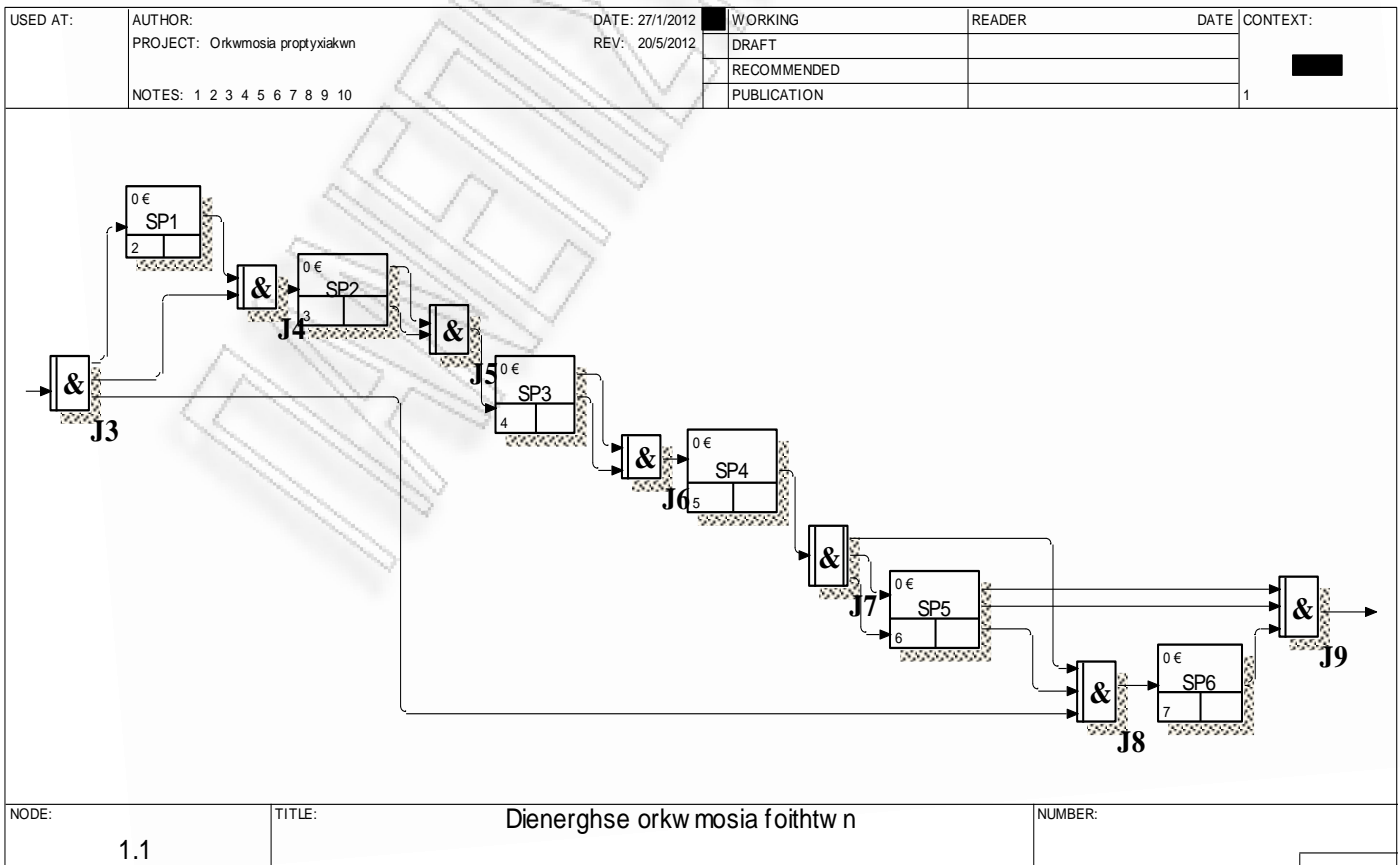 USED AT:
AUTHOR:
DATE: 27/1/2012
PROJECT: Orkwmosia proptyxiakwn
REV: 20/5/2012
NOTES: 1 2 3 4 5 6 7 8 9 10
WORKING
DRAFT
RECOMMENDED
PUBLICATION
READER
DATE
CONTEXT:
1
0 €
SP1
2
&
J4
0 €
SP2
3
&
J5
&
J3
0 €
SP3
4
&
J6
0 €
SP4
5
&
J7
0 €
SP5
6
&
J9
&
J8
0 €
SP6
7
NODE:
1.1
TITLE:
Dienerghse orkwmosia foithtwn
NUMBER: